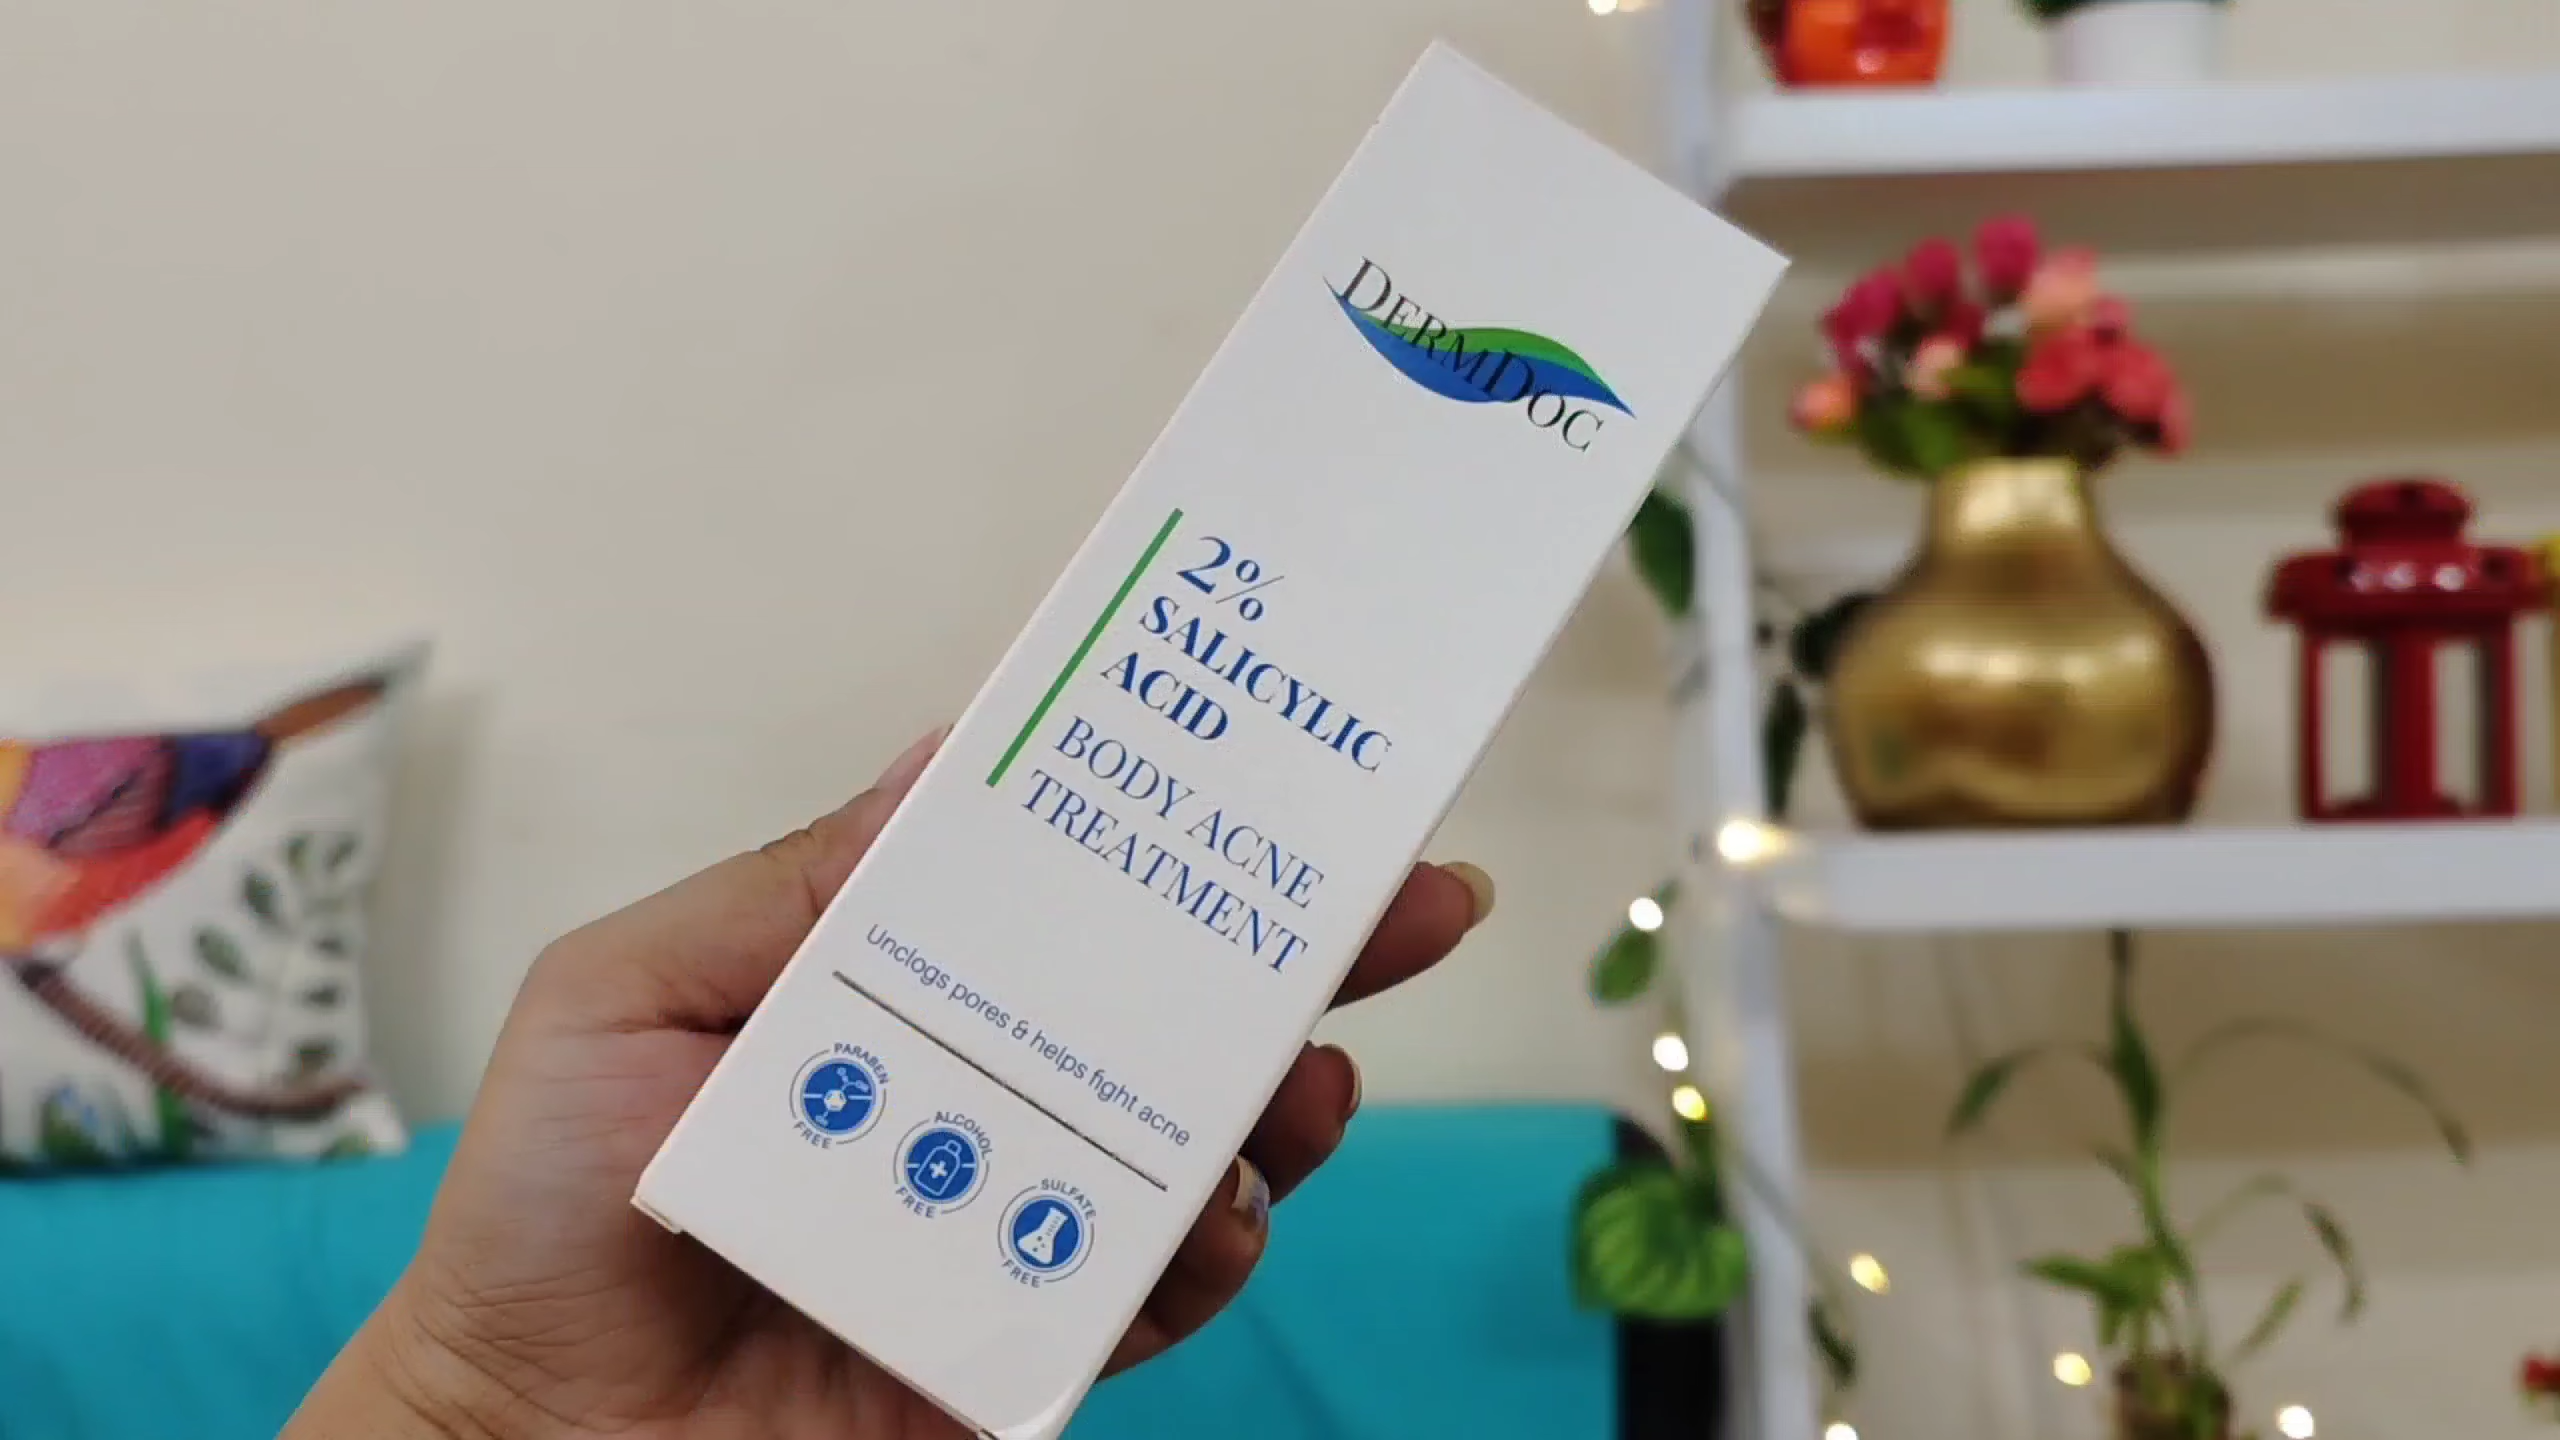 DERMDOC
2%
SALICYLIC
ACID
BODY ACNE
TREATMENT
Unclogs pores & helps fight acne
PARABEN
FREE
ALCOHOL
FREE
SULFATE
FREE